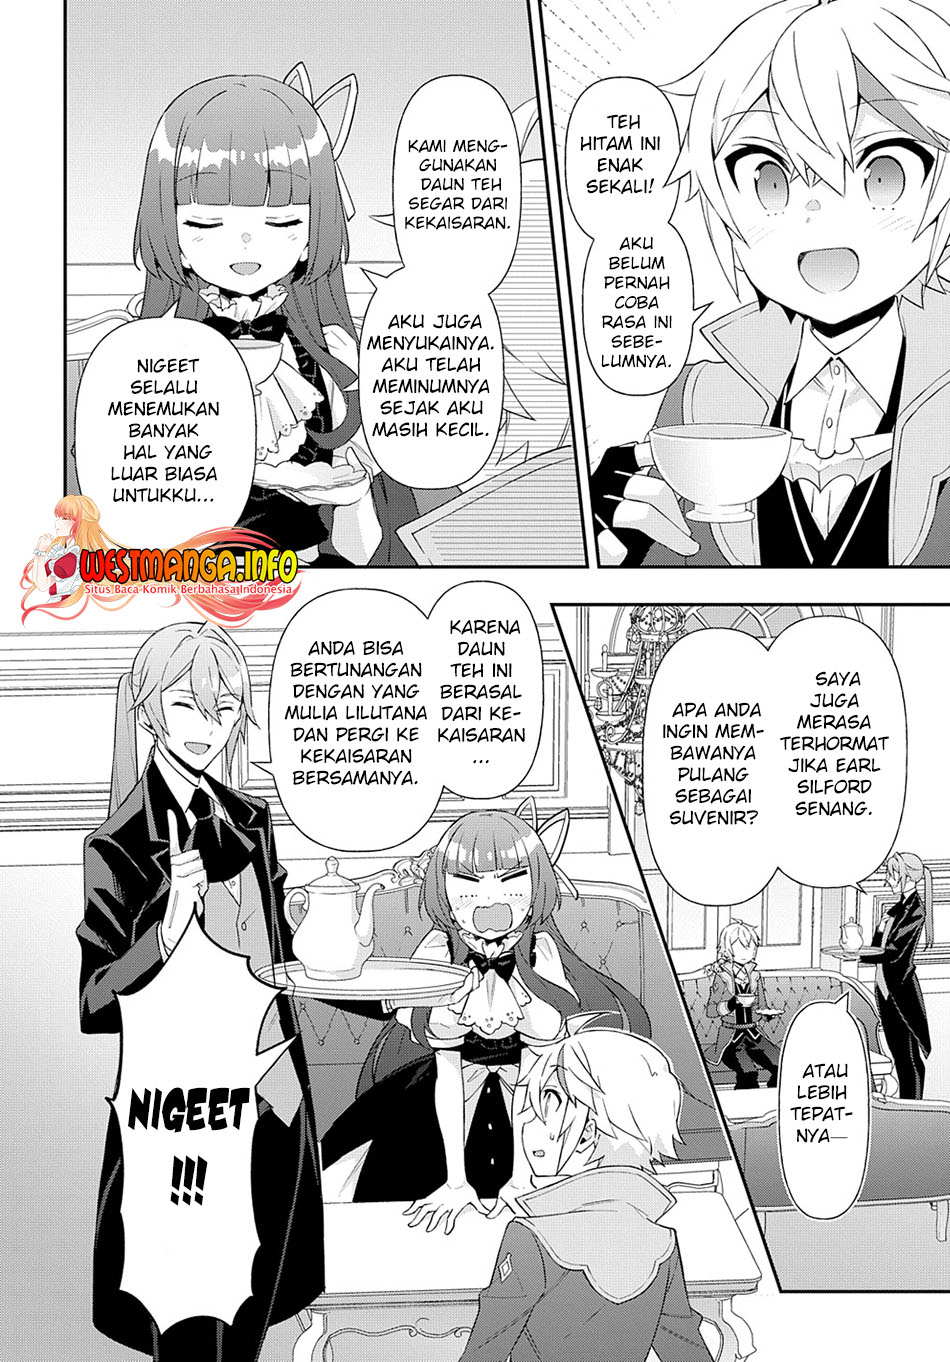 TEH
HITAM INI
ENAK
SEKALI!
AKU
BELUM
PERNAH
COBA
RASA INI
SEBE-
LUMNYA.
KAMI MENG-
GUNAKAN
DAUN TEH
SEGAR DARI
KEKAISARAN.
AKU JUGA
MENYUKAINYA.
AKU TELAH
MEMINUMNYA
SEJAK AKU
MASIH KECIL.
NIGEET
SELALU
MENEMUKAN
BANYAK
HAL YANG
LUAR BIASA
UNTUKKU...
WESTMANGA.INFO
Situs Baca Komik Berbahasa Indonesia
SAYA
JUGA
MERASA
TERHORMAT
JIKA EARL
SILFORD
SENANG.
APA ANDA
INGIN MEM-
BAWANYA
PULANG
SEBAGAI
SUVENIR?
ATAU
LEBIH
TEPAT-
NYA—
KARENA
DAUN
TEH INI
BERASAL
DARI KE-
KAISARAN
...
ANDA BISA
BERTUNANGAN
DENGAN YANG
MULIA LILUTANA
DAN PERGI KE
KEKAISARAN
BERSAMANYA.
NIGEET
!!!